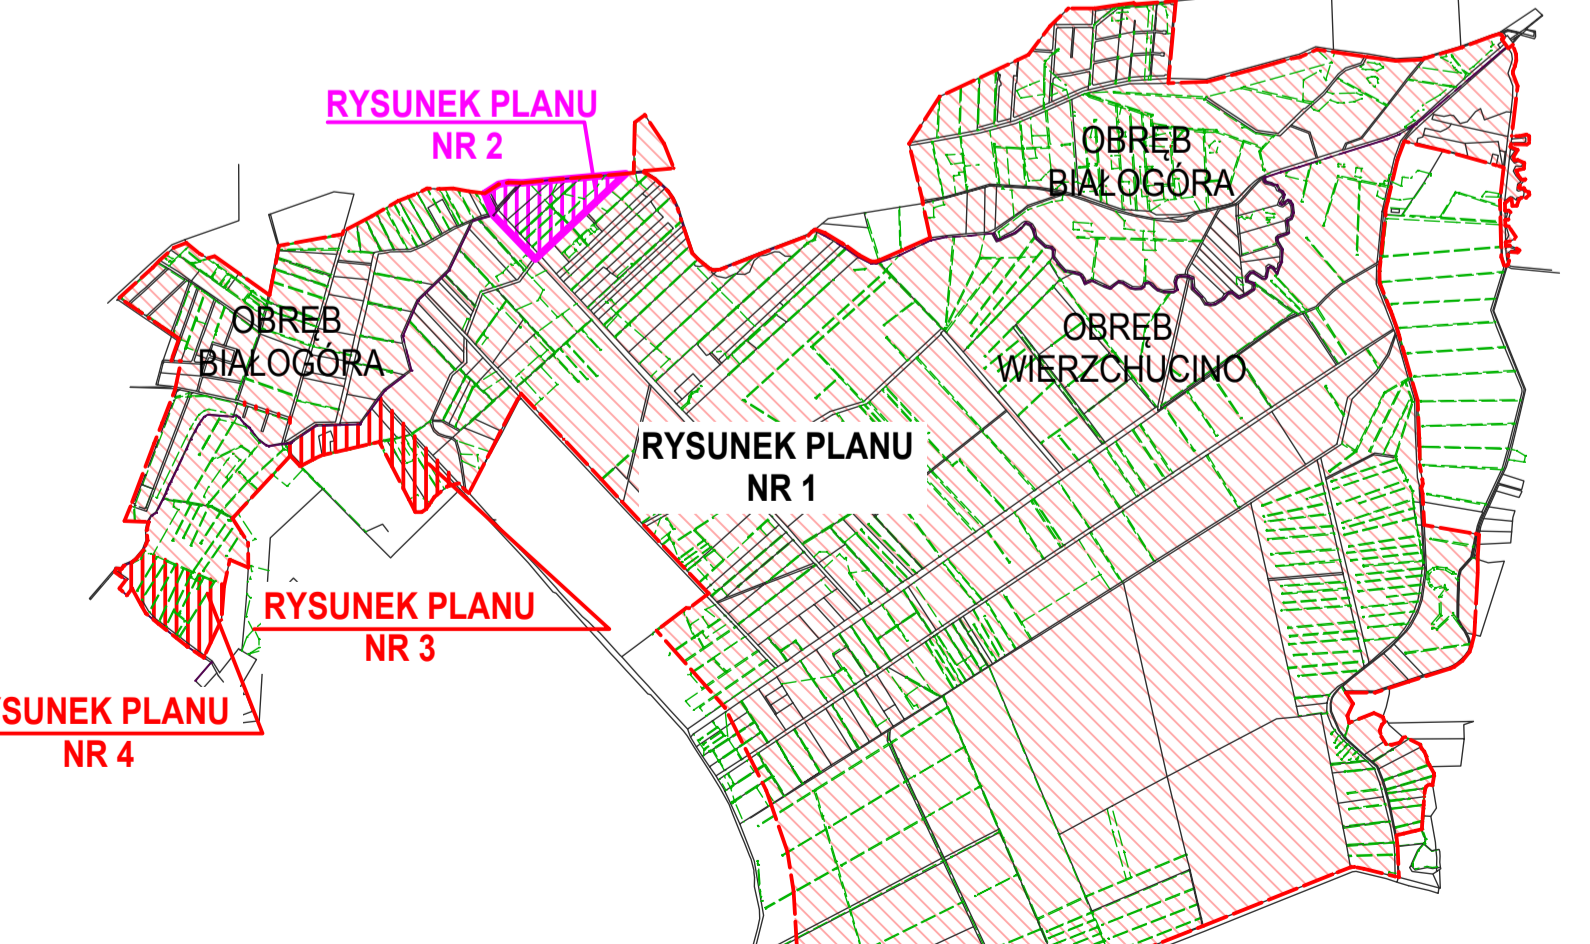 RYSUNEK PLANU
NR 2
OBRĘB
BIAŁOGÓRA
OBRĘB
BIAŁOGÓRA
OBRĘB
WIERZCHUCINO
RYSUNEK PLANU
NR 1
RYSUNEK PLANU
NR 3
SUNEK PLANU
NR 4